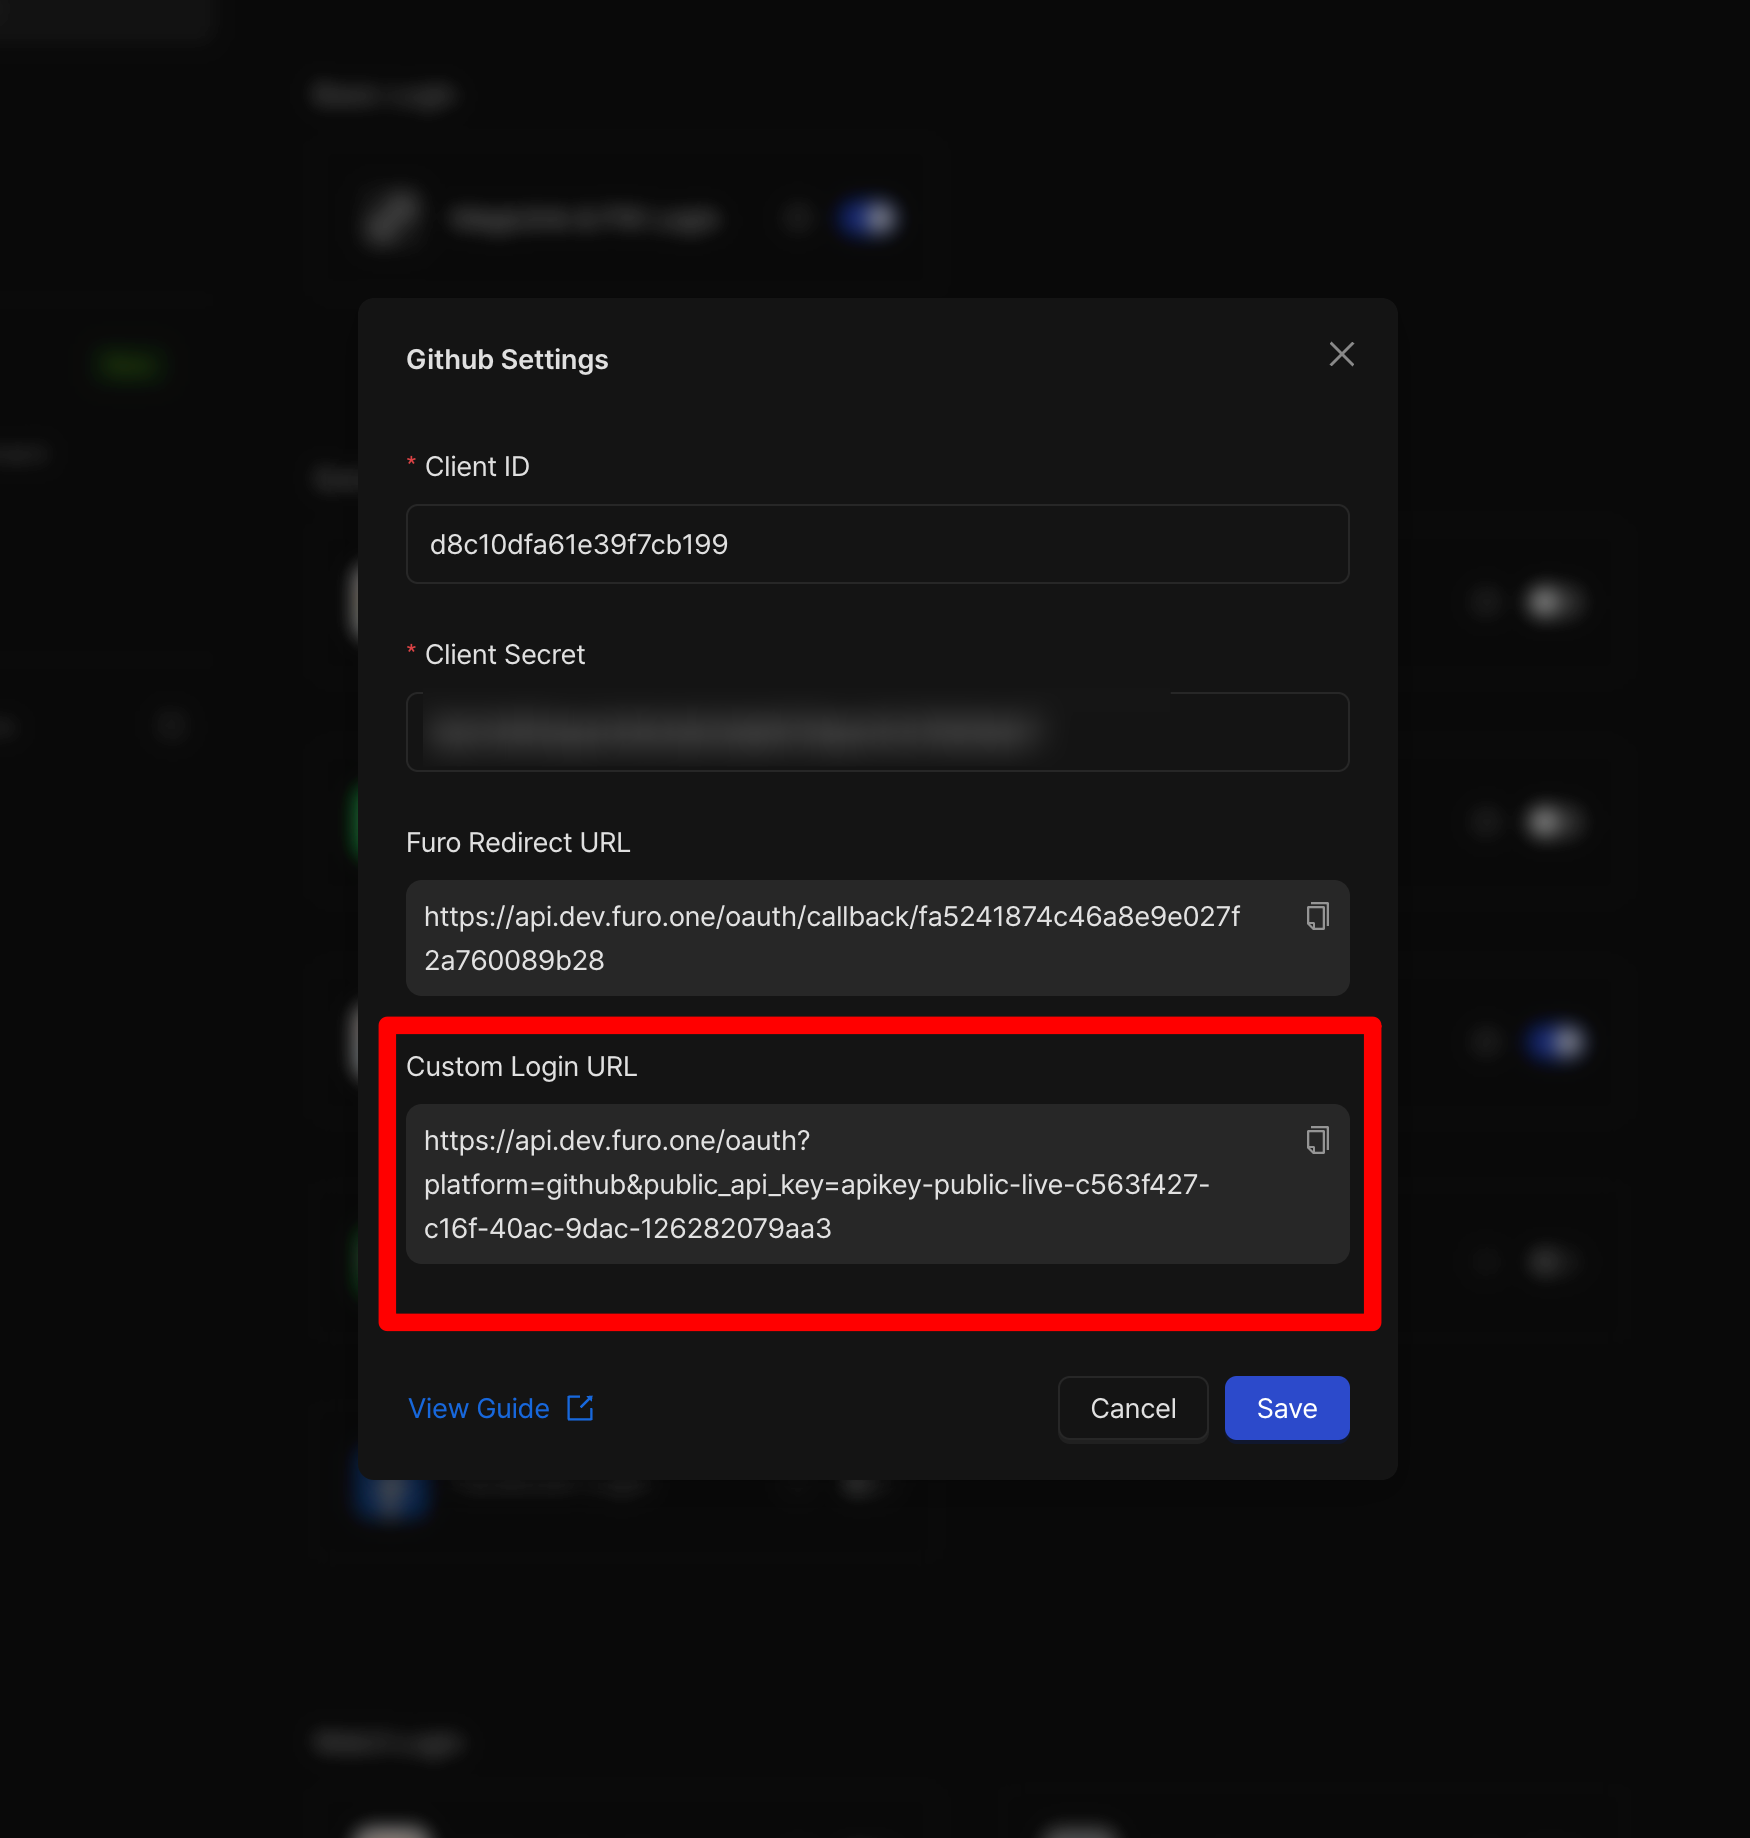 Github Settings
* Client ID
d8c10dfa61e39f7cb199
* Client Secret
Furo Redirect URL
https://api.dev.furo.one/oauth/callback/fa5241874c46a8e9e027f
2a760089b28
Custom Login URL
https://api.dev.furo.one/oauth?
platform=github&public_api_key=apikey-public-live-c563f427-
c16f-40ac-9dac-126282079aa3
View Guide
Cancel
Save